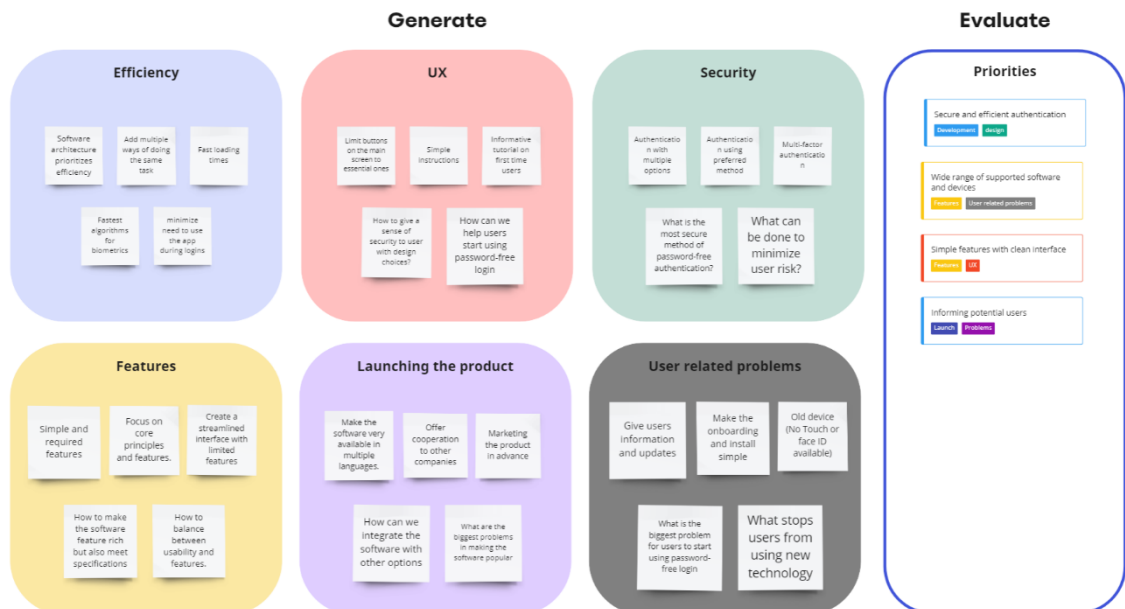 Generate
Evaluate
Efficiency
Software
architecture
prioritizes
efficiency
Add multiple
ways of doing
the same
task
Fast loading
times
Fastest
algorithms
for
biometrics
minimize
need to use
the app
during logins
UX
Limit buttons
on the main
screen to
essential ones
Simple
instructions
Informative
tutorial on
first time
users
How to give a
sense of
security to user
with design
choices?
How can we
help users
start using
password-free
login
Security
Authenticatio
n with
multiple
options
Authenticatio
n using
preferred
method
Multi-factor
authenticatio
n
What is the
most secure
method of
password-free
authentication?
What can
be done to
minimize
user risk?
Priorities
Secure and efficient authentication
Development design
Wide range of supported software
and devices
Features User related problems
Simple features with clean interface
Features UX
Informing potential users
Launch Problems
Features
Simple and
required
features
Focus on
core
principles
and features.
Create a
streamlined
interface with
limited
features
How to make
the software
feature rich
but also meet
specifications
How to
balance
between
usability and
features.
Launching the product
Make the
software very
available in
multiple
languages.
Offer
cooperation
to other
companies
Marketing
the product
in advance
How can we
integrate the
software with
other options
What are the
biggest problems
in making the
software popular
User related problems
Give users
information
and updates
Make the
onboarding
and install
simple
Old device
(No Touch or
face ID
available)
What is the
biggest problem
for users to start
using password-
free login
What stops
users from
using new
technology